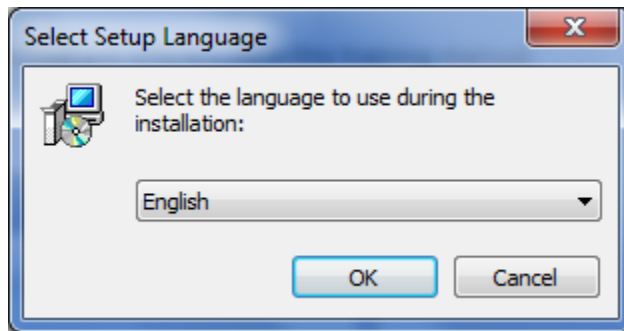 Select Setup Language
Select the language to use during the
installation:
English
OK
Cancel